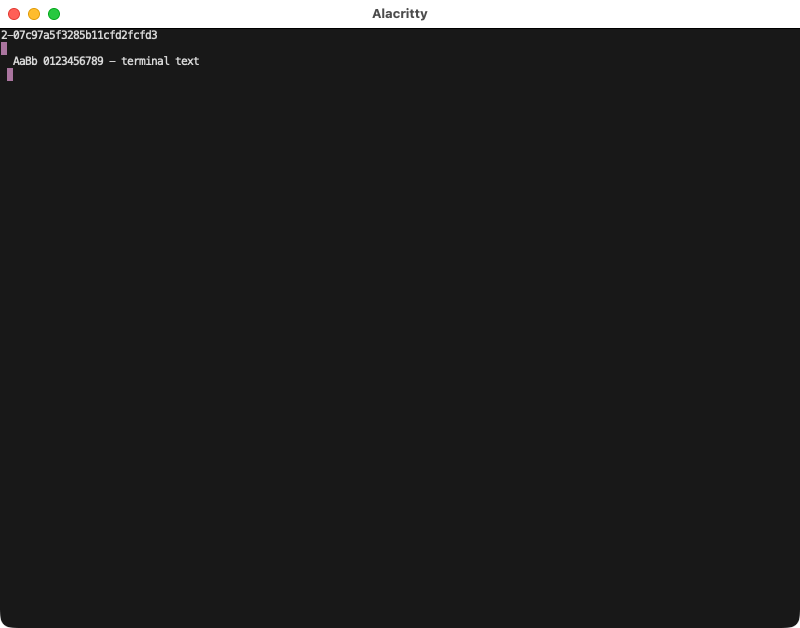 Alacritty
2–07c97a5f3285b11cfd2fcfd3
AaBb 0123456789 — terminal text